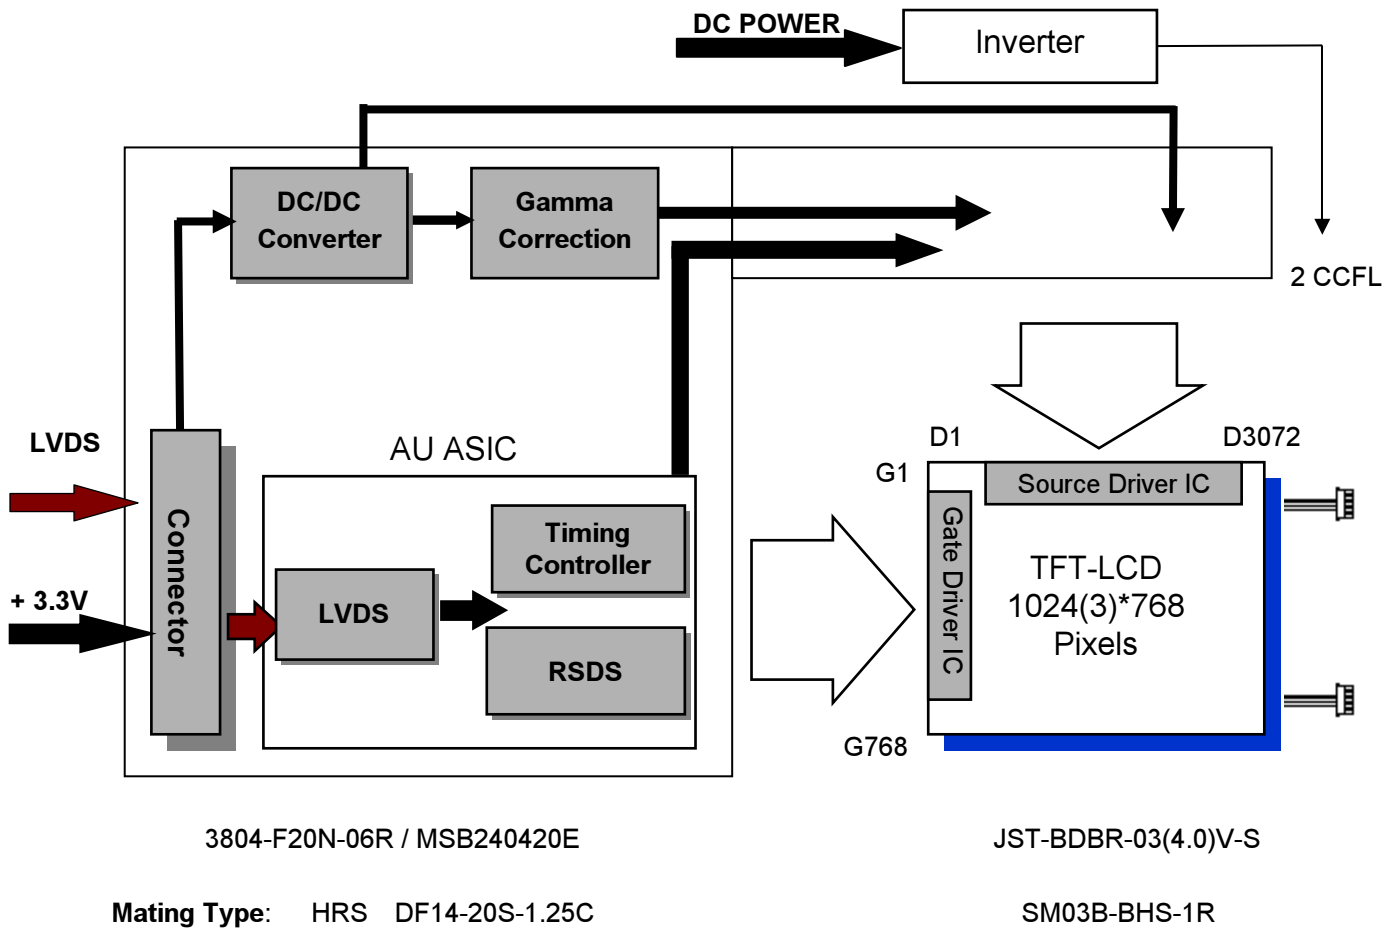 DC POWER
Inverter
DC/DC
Converter
Gamma
Correction
2 CCFL
LVDS
AU ASIC
D1
D3072
G1
Source Driver IC
Connector
Timing
Controller
Gate Driver IC
TFT-LCD
1024(3)*768
Pixels
+ 3.3V
LVDS
RSDS
G768
3804-F20N-06R / MSB240420E
JST-BDBR-03(4.0)V-S
Mating Type: HRS DF14-20S-1.25C
SM03B-BHS-1R